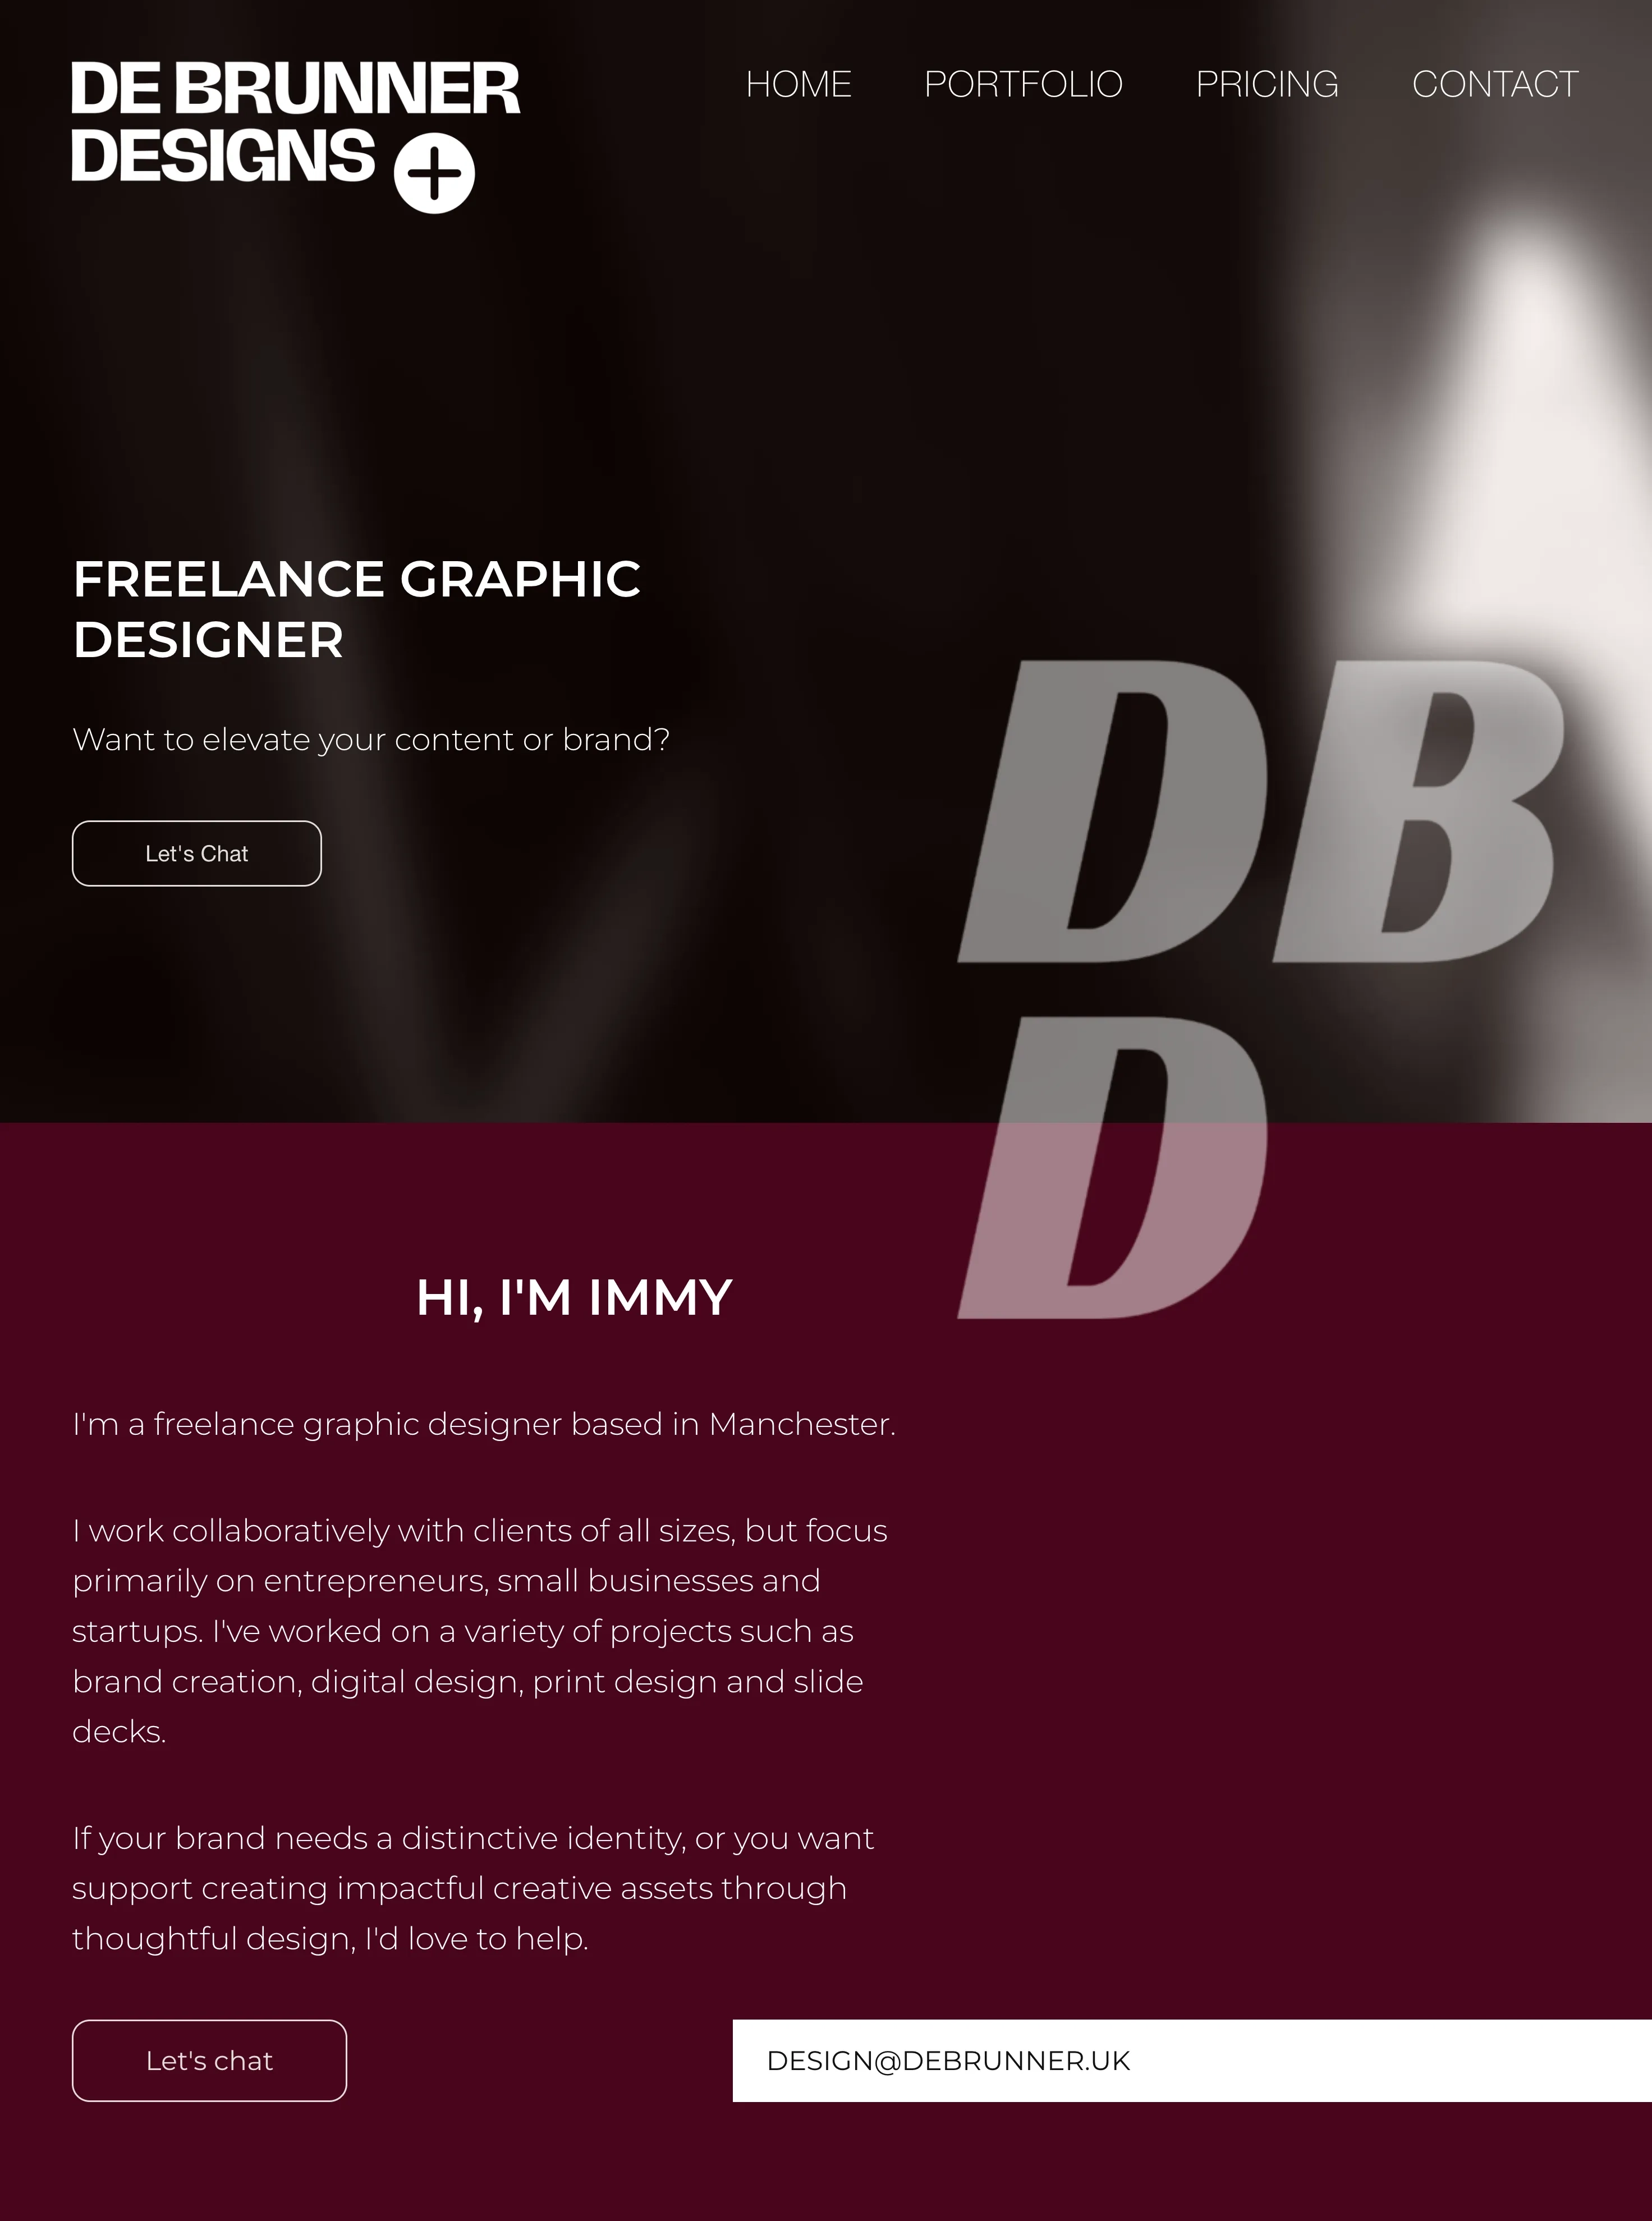 DE BRUNNER
DESIGNS
HOME PORTFOLIO PRICING CONTACT
FREELANCE GRAPHIC
DESIGNER
Want to elevate your content or brand?
Let's Chat
DB
D
HI, I'M IMMY
I'm a freelance graphic designer based in Manchester.
I work collaboratively with clients of all sizes, but focus
primarily on entrepreneurs, small businesses and
startups. I've worked on a variety of projects such as
brand creation, digital design, print design and slide
decks.
If your brand needs a distinctive identity, or you want
support creating impactful creative assets through
thoughtful design, I'd love to help.
Let's chat
DESIGN@DEBRUNNER.UK